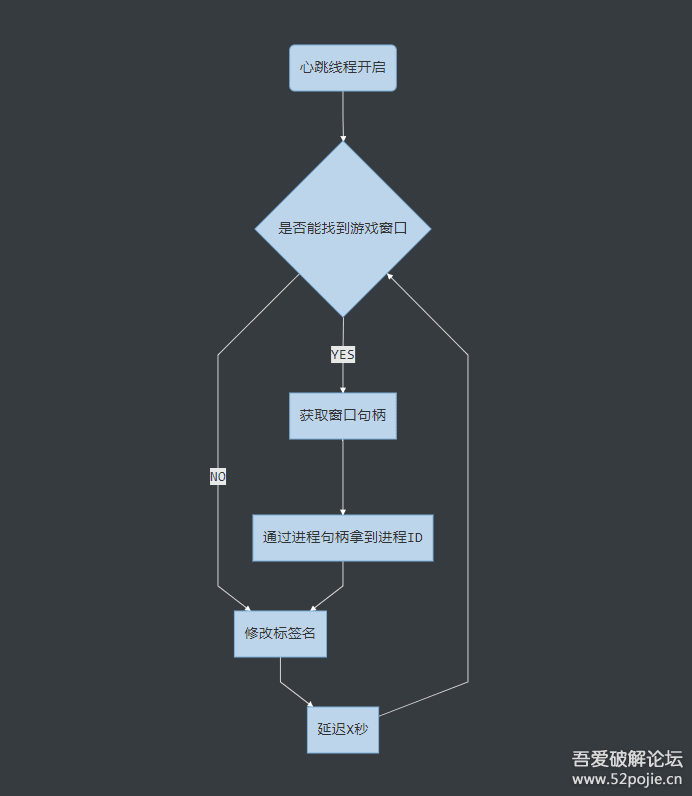 心跳线程开启
是否能找到游戏窗口
YES
获取窗口句柄
NO
通过进程句柄拿到进程ID
修改标签名
延迟X秒
吾爱破解论坛
www.52pojie.cn